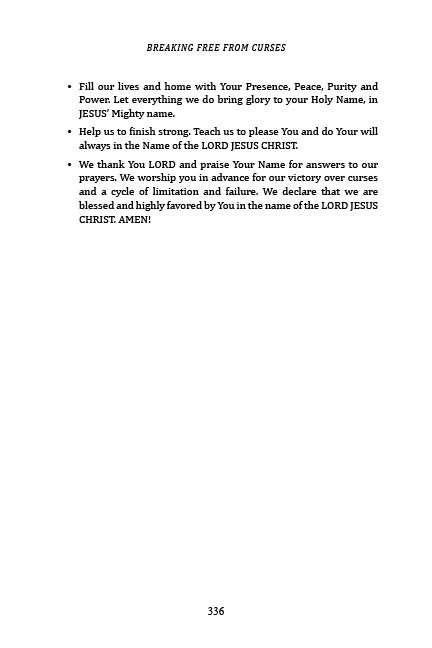 BREAKING FREE FROM CURSES
• Fill our lives and home with Your Presence, Peace, Purity and
Power. Let everything we do bring glory to your Holy Name, in
JESUS' Mighty name.
• Help us to finish strong. Teach us to please You and do Your will
always in the Name of the LORD JESUS CHRIST.
• We thank You LORD and praise Your Name for answers to our
prayers. We worship you in advance for our victory over curses
and a cycle of limitation and failure. We declare that we are
blessed and highly favored by You in the name of the LORD JESUS
CHRIST. AMEN!
336